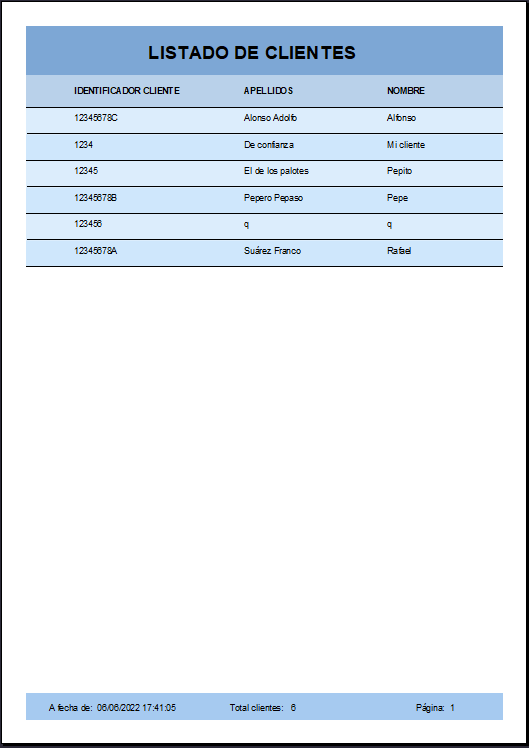 LISTADO DE CLIENTES
IDENTIFICADOR CLIENTE APELLIDOS NOMBRE
12345678C Alonso Adolfo Alfonso
1234 De confianza Mi cliente
12345 El de los palotes Pepito
12345678B Pepero Pepaso Pepe
123456 q q
12345678A Suárez Franco Rafael
A fecha de: 06/06/2022 17:41:05 Total clientes: 6 Página: 1